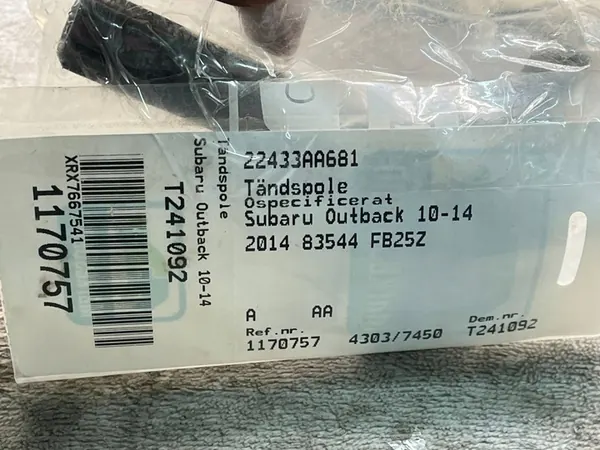 XRX7667541
1170757
T241092
Subaru Outback 10-14
Tändspole
22433AA681
Tändspole
Ospecificerat
Subaru Outback 10-14
2014 83544 FB25Z
A AA
Ref.nr. Dem.nr.
1170757 4303/7450 T241092